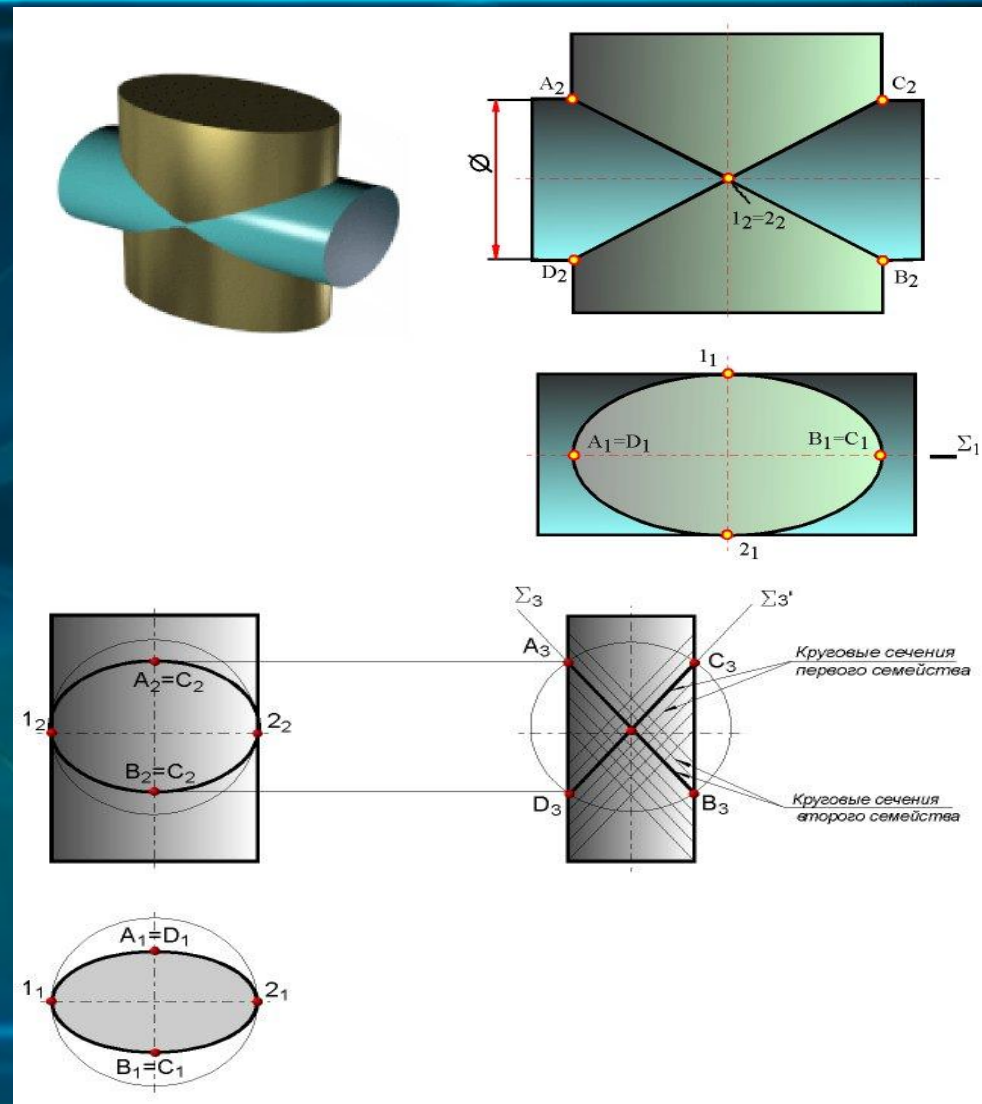 A₂
C₂
Ø
1₂=2₂
D₂
B₂
1₁
A₁=D₁
B₁=C₁
Σ₁
2₁
Σ₃
Σ₃'
A₃
C₃
Круговые сечения
первого семейства
A₂=C₂
1₂
2₂
B₂=C₂
D₃
B₃
Круговые сечения
второго семейства
A₁=D₁
1₁
2₁
B₁=C₁